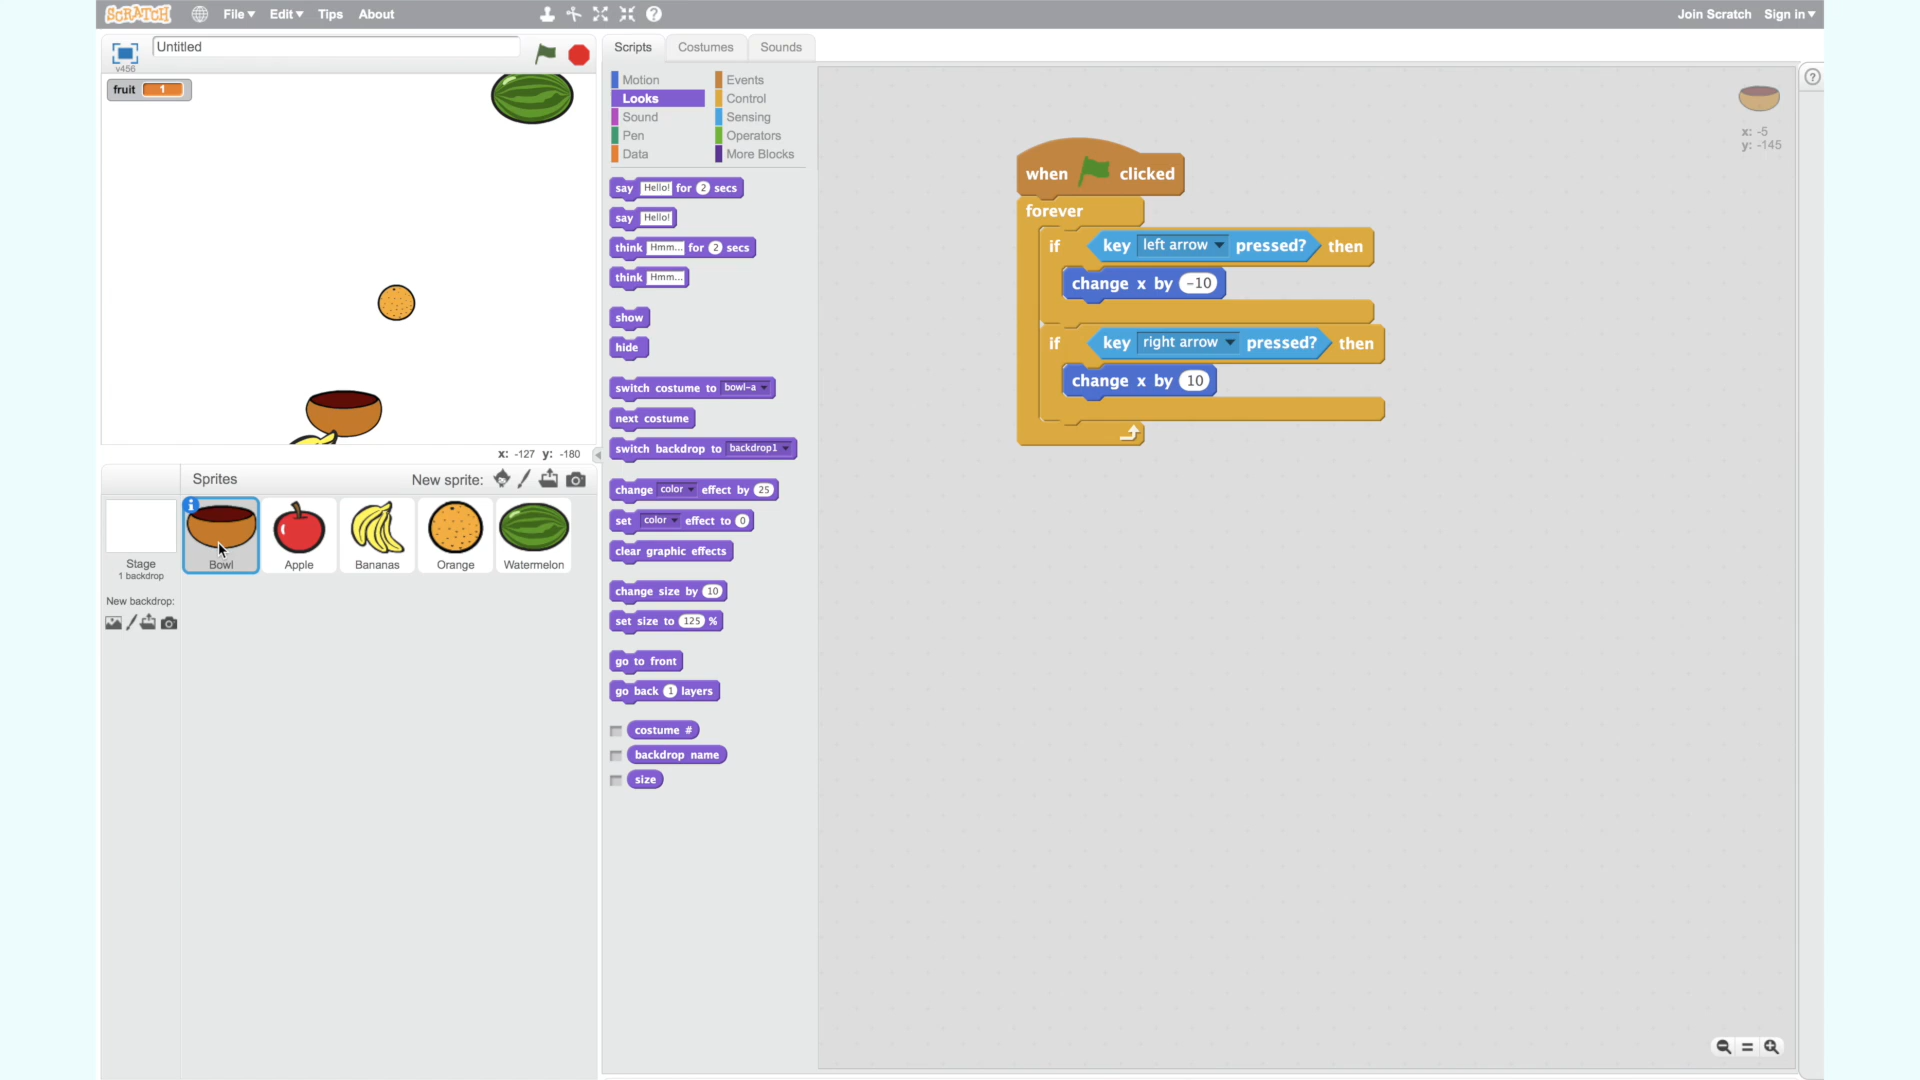 SCRATCH File Edit Tips About Join Scratch Sign in
Untitled
v456
fruit 1
x: -127 y: -180
Sprites New sprite:
Stage
1 backdrop
New backdrop:
Bowl Apple Bananas Orange Watermelon
Scripts Costumes Sounds
Motion Events
Looks Control
Sound Sensing
Pen Operators
Data More Blocks
say Hello! for 2 secs
say Hello!
think Hmm... for 2 secs
think Hmm...
show
hide
switch costume to bowl-a
next costume
switch backdrop to backdrop1
change color effect by 25
set color effect to 0
clear graphic effects
change size by 10
set size to 125 %
go to front
go back 1 layers
costume #
backdrop name
size
when clicked
forever
if key left arrow pressed? then
change x by -10
if key right arrow pressed? then
change x by 10
x: -5
y: -145